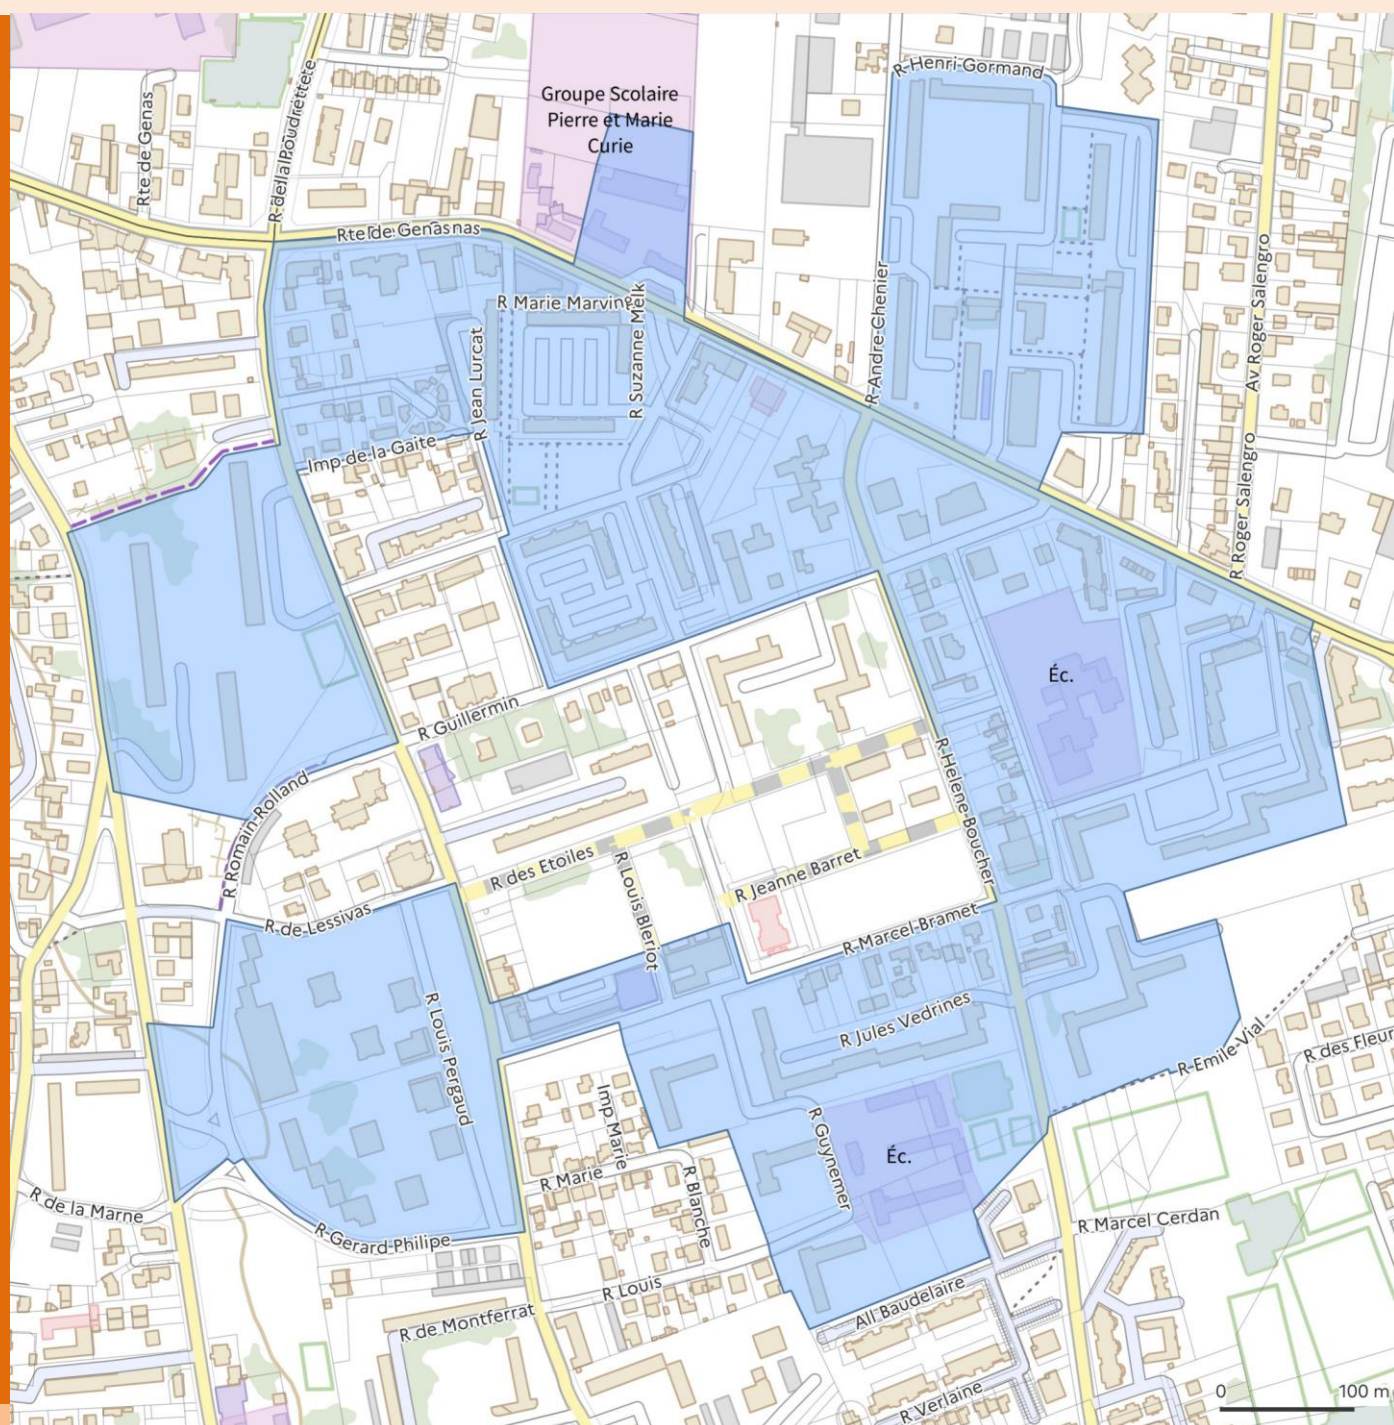 R Henri Gormand
Groupe Scolaire
Pierre et Marie
Curie
Rte de Genas
R de la Poudrettete
Rte de Genasnas
R Marie Marving
R Suzanne Melk
R Jean Lurcat
R Andre Chenier
Av Roger Salengro
R Roger Salengro
Imp de la Gaite
Éc.
R Guillermin
R Helene Boucher
R Romain-Rolland
R des Etoiles
R Louis Bleriot
R Jeanne Barret
R de Lessivas
R Marcel Bramet
R Louis Pergaud
R Jules Vedrines
R Emile-Vial
R des Fleur
Imp Marie
R Marie
R Blanche
R Guynemer
Éc.
R de la Marne
R Gerard Philipe
R Marcel Cerdan
R Louis
R de Montferrat
All Baudelaire
R Verlaine
0 100 m